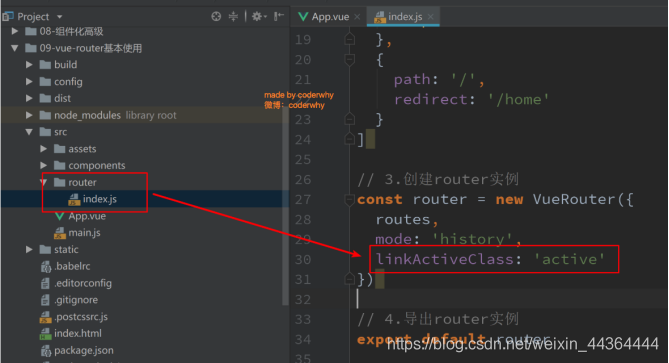 Project
App.vue
index.js
08-组件化高级
09-vue-router基本使用
build
config
dist
node_modules library root
src
assets
components
router
index.js
App.vue
main.js
static
.babelrc
.editorconfig
.gitignore
.postcssrc.js
index.html
package.json
made by coderwhy
微博：coderwhy
19 },
20 {
path: '/',
redirect: '/home'
23 }
24 ]
25
26 // 3.创建router实例
27 const router = new VueRouter({
28 routes,
29 mode: 'history',
30 linkActiveClass: 'active'
31 })
32
33 // 4.导出router实例
34 export default router
35
https://blog.csdn.net/weixin_44364444